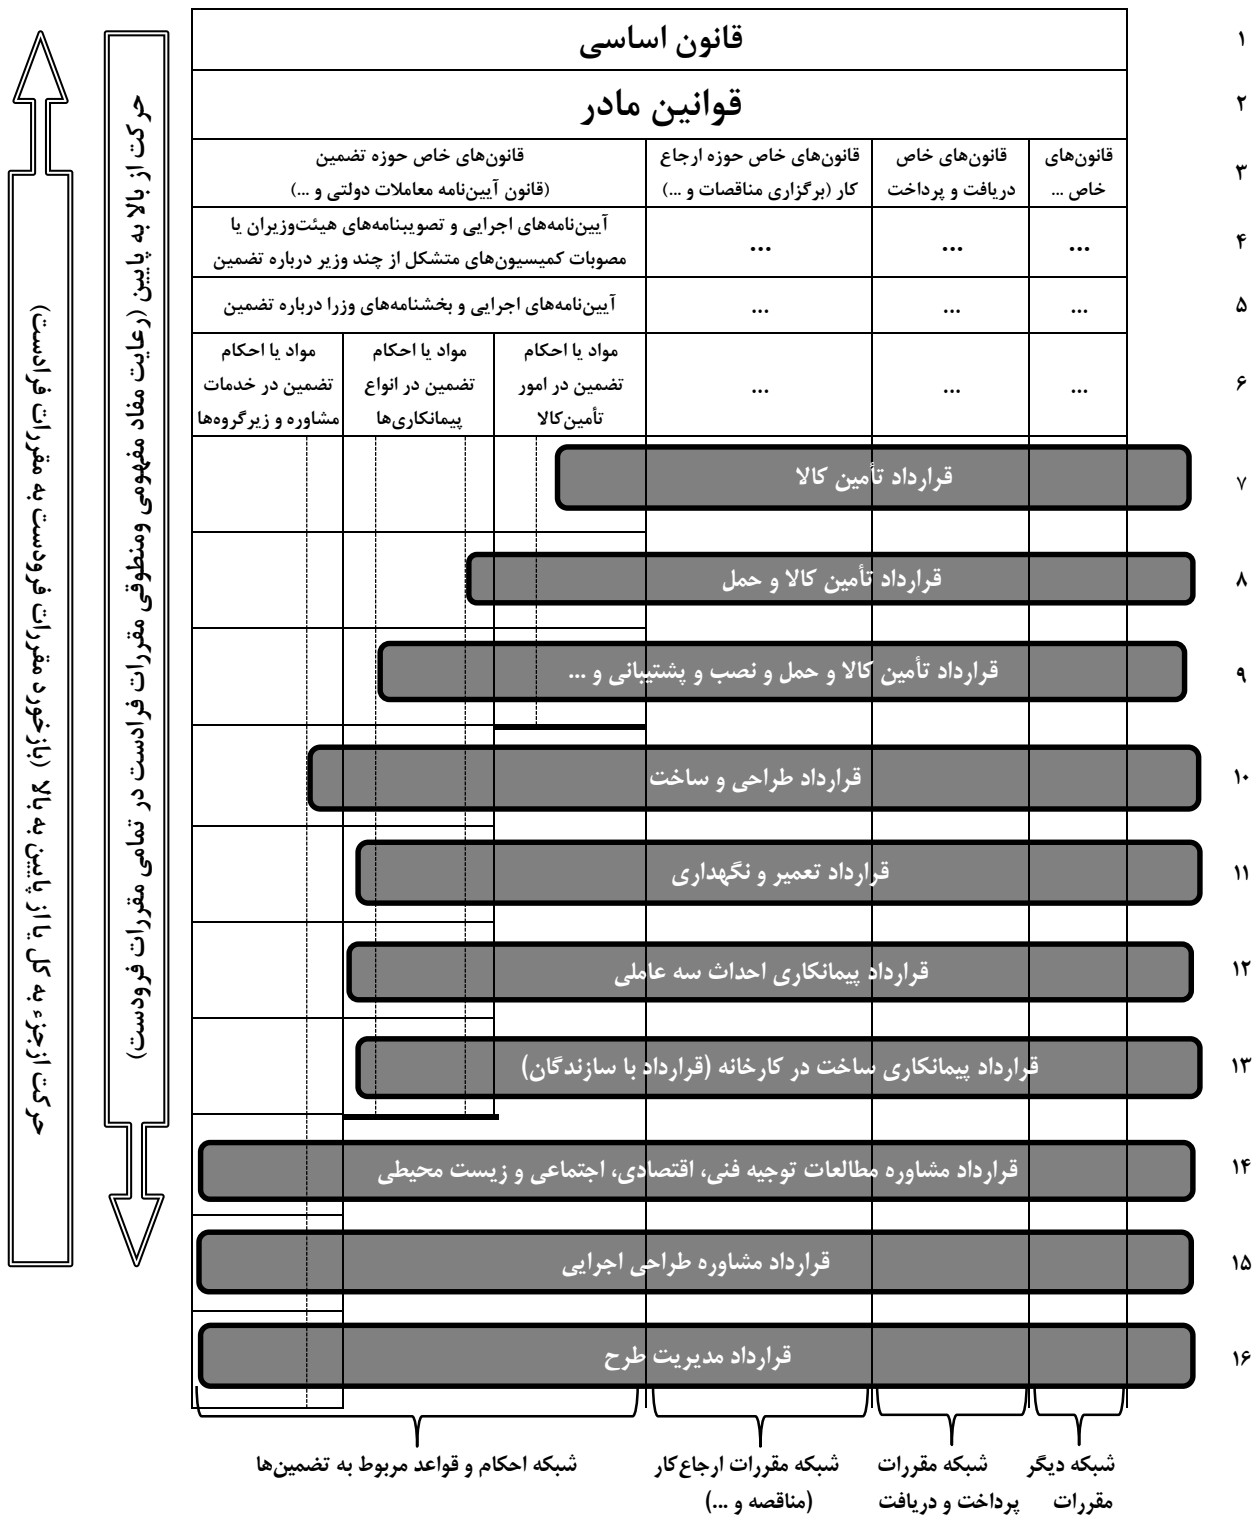 ۱
قانون اساسی
۲
قوانین مادر
۳
قانون‌های
خاص ...
قانون‌های خاص
دریافت و پرداخت
قانون‌های خاص حوزه ارجاع
کار (برگزاری مناقصات و ...)
قانون‌های خاص حوزه تضمین
(قانون آیین‌نامه معاملات دولتی و ...)
۴
...
...
...
آیین‌نامه‌های اجرایی و تصویبنامه‌های هیئت‌وزیران یا
مصوبات کمیسیون‌های متشکل از چند وزیر درباره تضمین
۵
...
...
...
آیین‌نامه‌های اجرایی و بخشنامه‌های وزرا درباره تضمین
۶
...
...
...
مواد یا احکام
تضمین در امور
تأمین‌کالا
مواد یا احکام
تضمین در انواع
پیمانکاری‌ها
مواد یا احکام
تضمین در خدمات
مشاوره و زیرگروه‌ها
۷
قرارداد تأمین کالا
۸
قرارداد تأمین کالا و حمل
۹
قرارداد تأمین کالا و حمل و نصب و پشتیبانی و ...
۱۰
قرارداد طراحی و ساخت
۱۱
قرارداد تعمیر و نگهداری
۱۲
قرارداد پیمانکاری احداث سه عاملی
۱۳
قرارداد پیمانکاری ساخت در کارخانه (قرارداد با سازندگان)
۱۴
قرارداد مشاوره مطالعات توجیه فنی، اقتصادی، اجتماعی و زیست محیطی
۱۵
قرارداد مشاوره طراحی اجرایی
۱۶
قرارداد مدیریت طرح
شبکه دیگر
مقررات
شبکه مقررات
پرداخت و دریافت
شبکه مقررات ارجاع‌کار
(مناقصه و ...)
شبکه احکام و قواعد مربوط به تضمین‌ها
حرکت از بالا به پایین (رعایت مفاد مفهومی ومنطوقی مقررات فرادست در تمامی مقررات فرودست)
حرکت ازجزء به کل یا از پایین به بالا (بازخورد مقررات فرودست به مقررات فرادست)